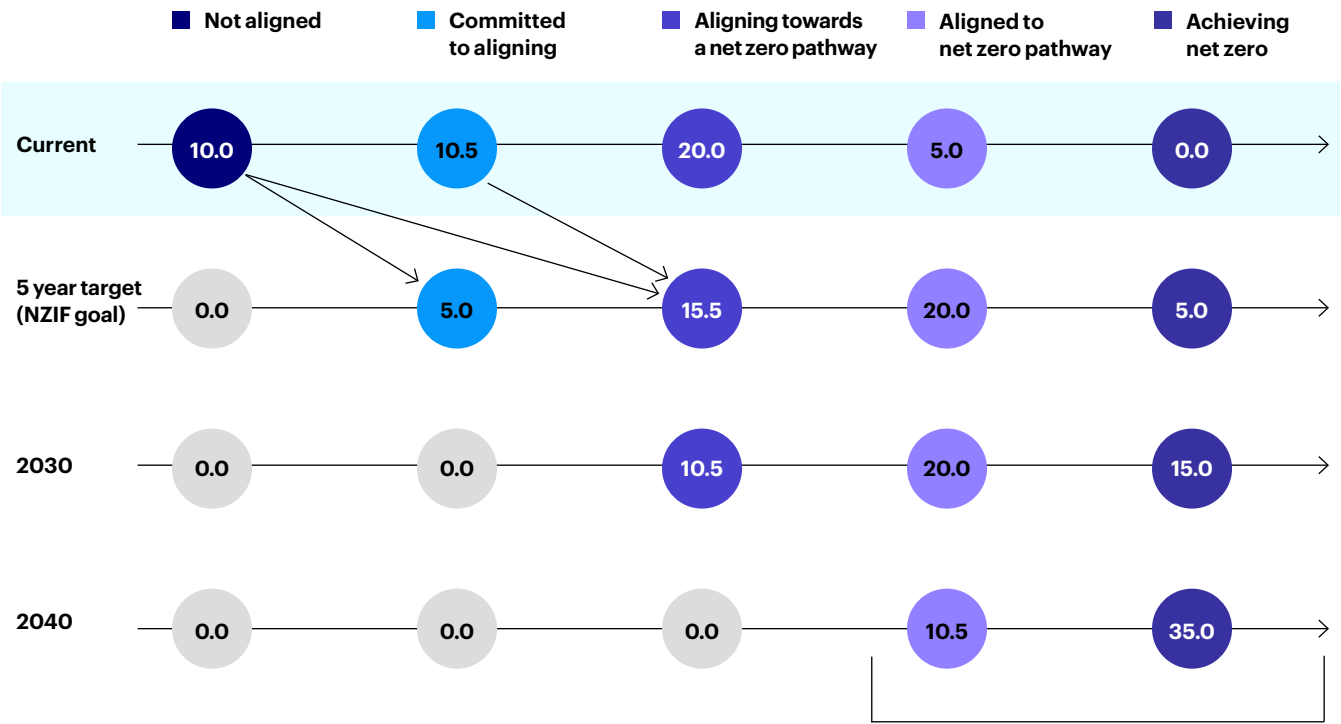 Not aligned
Committed
to aligning
Aligning towards
a net zero pathway
Aligned to
net zero pathway
Achieving
net zero
Current
10.0
10.5
20.0
5.0
0.0
5 year target
(NZIF goal)
0.0
5.0
15.5
20.0
5.0
2030
0.0
0.0
10.5
20.0
15.0
2040
0.0
0.0
0.0
10.5
35.0